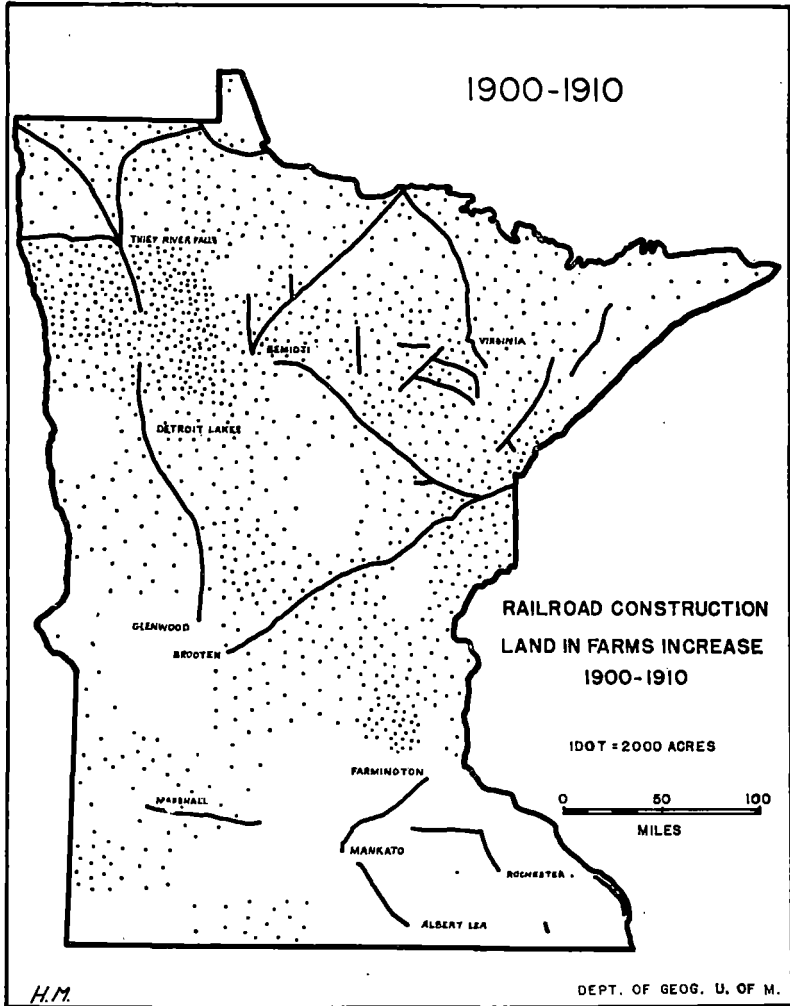 1900-1910
THIEF RIVER FALLS
BEMIDJI
VIRGINIA
DETROIT LAKES
RAILROAD CONSTRUCTION
LAND IN FARMS INCREASE
1900-1910
GLENWOOD
BROOTEN
1DOT = 2000 ACRES
FARMINGTON
0 50 100
MILES
MARSHALL
MANKATO
ROCHESTER
ALBERT LEA
H.M.
DEPT. OF GEOG. U. OF M.